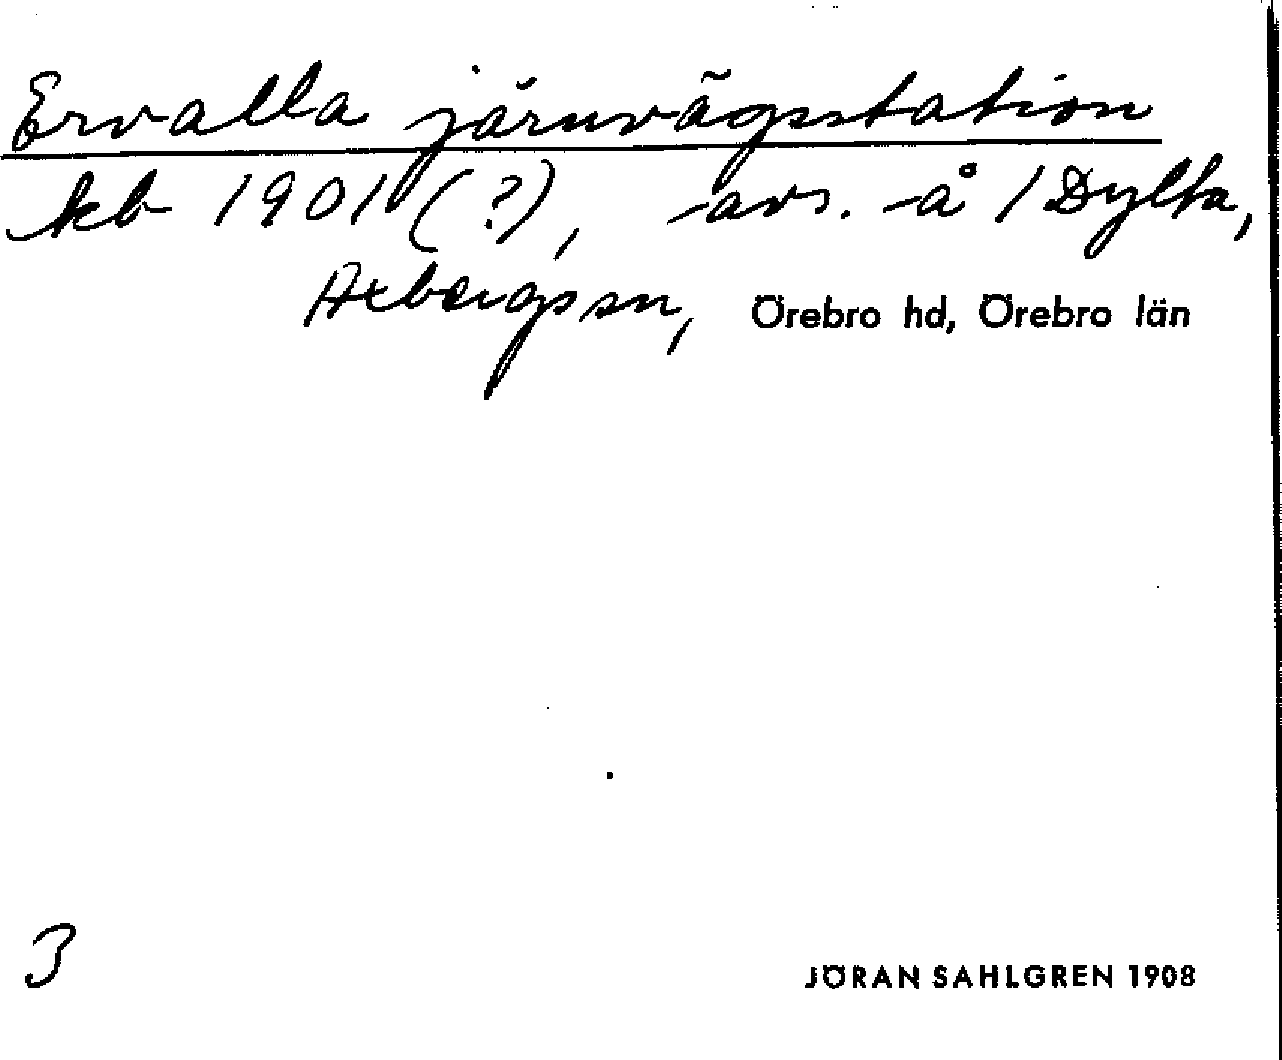 Ervalla järnvägsstation
kb 1901 (?), avs. å 1 Dylta,
Axbergs sn, Örebro hd, Örebro län
3
JÖRAN SAHLGREN 1908